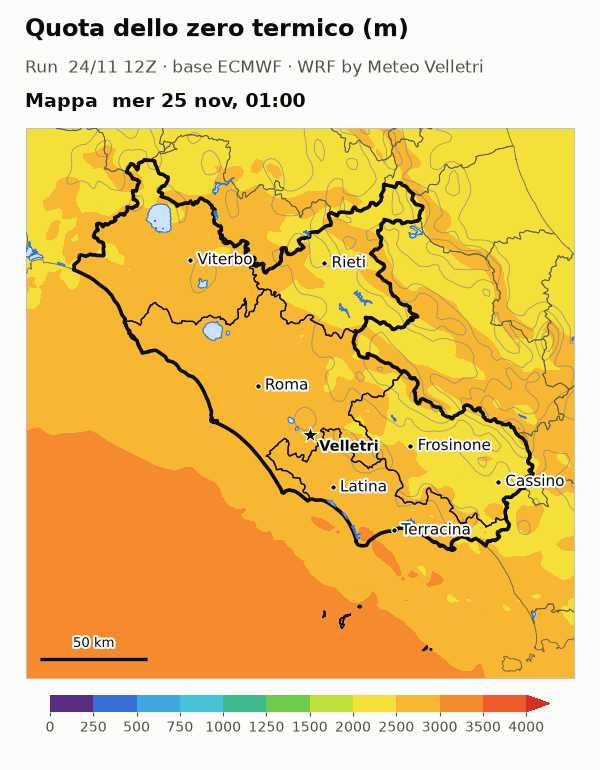 Quota dello zero termico (m)
Run 24/11 12Z · base ECMWF · WRF by Meteo Velletri
Mappa mer 25 nov, 01:00
Viterbo
Rieti
Roma
Velletri
Frosinone
Cassino
Latina
Terracina
50 km
0 250 500 750 1000 1250 1500 2000 2500 3000 3500 4000